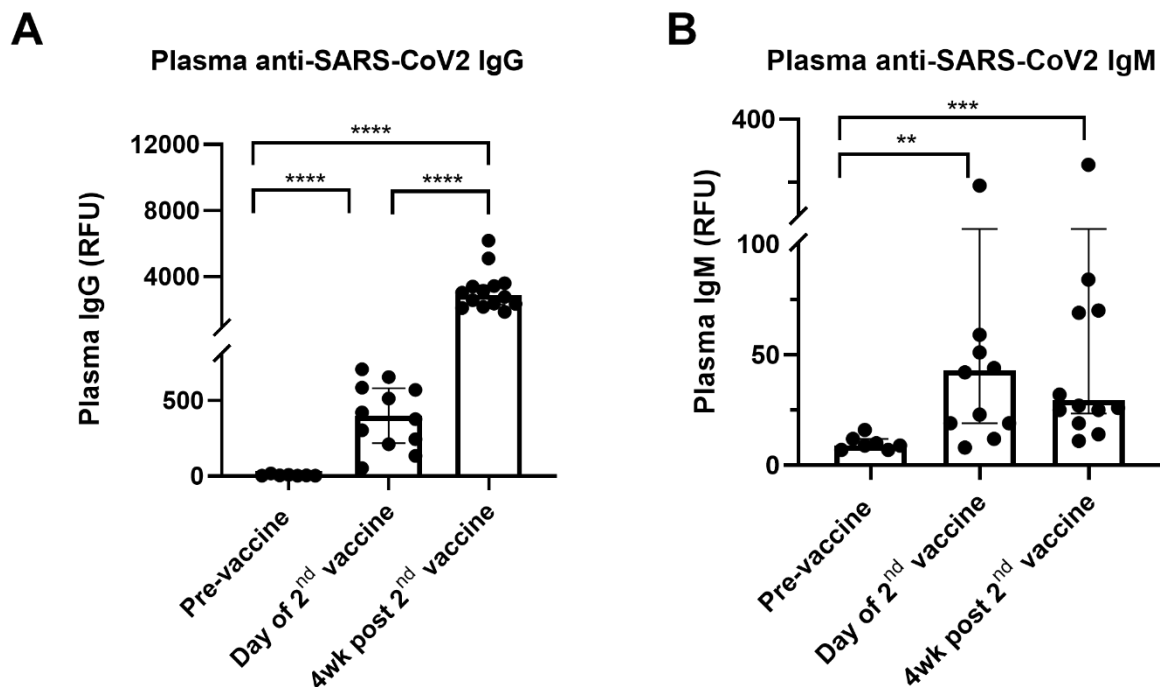 A
Plasma anti-SARS-CoV2 IgG
Plasma IgG (RFU)
12000
8000
4000
500
0
****
****
****
Pre-vaccine
Day of 2nd vaccine
4wk post 2nd vaccine
B
Plasma anti-SARS-CoV2 IgM
Plasma IgM (RFU)
400
100
50
0
***
**
Pre-vaccine
Day of 2nd vaccine
4wk post 2nd vaccine